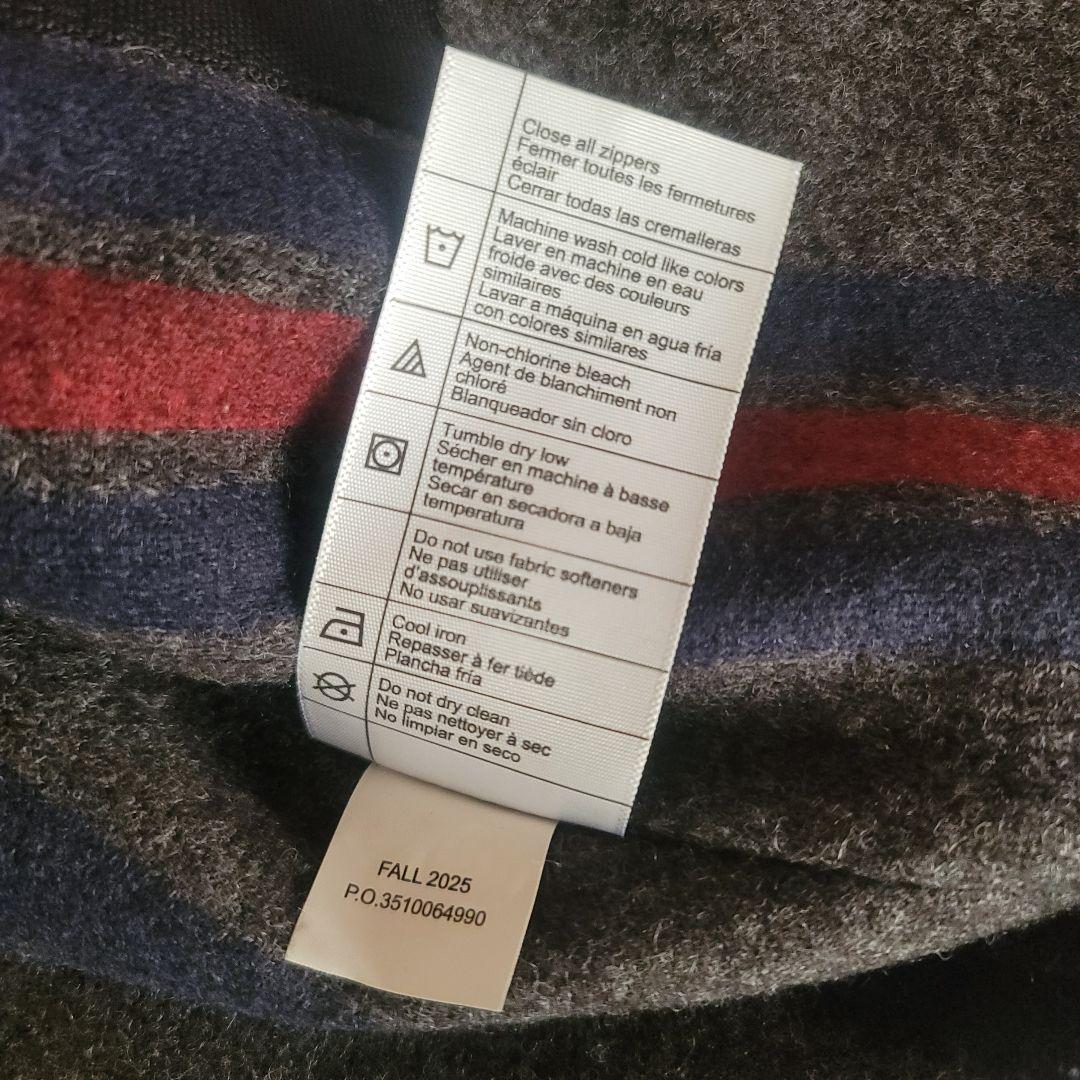 Close all zippers
Fermer toutes les fermetures
éclair
Cerrar todas las cremalleras
Machine wash cold like colors
Laver en machine en eau
froide avec des couleurs
similaires
Lavar a máquina en agua fría
con colores similares
Non-chlorine bleach
Agent de blanchiment non
chloré
Blanqueador sin cloro
Tumble dry low
Sécher en machine à basse
température
Secar en secadora a baja
temperatura
Do not use fabric softeners
Ne pas utiliser
d'assouplissants
No usar suavizantes
Cool iron
Repasser à fer tiède
Plancha fría
Do not dry clean
Ne pas nettoyer à sec
No limpiar en seco
FALL 2025
P.O.3510064990